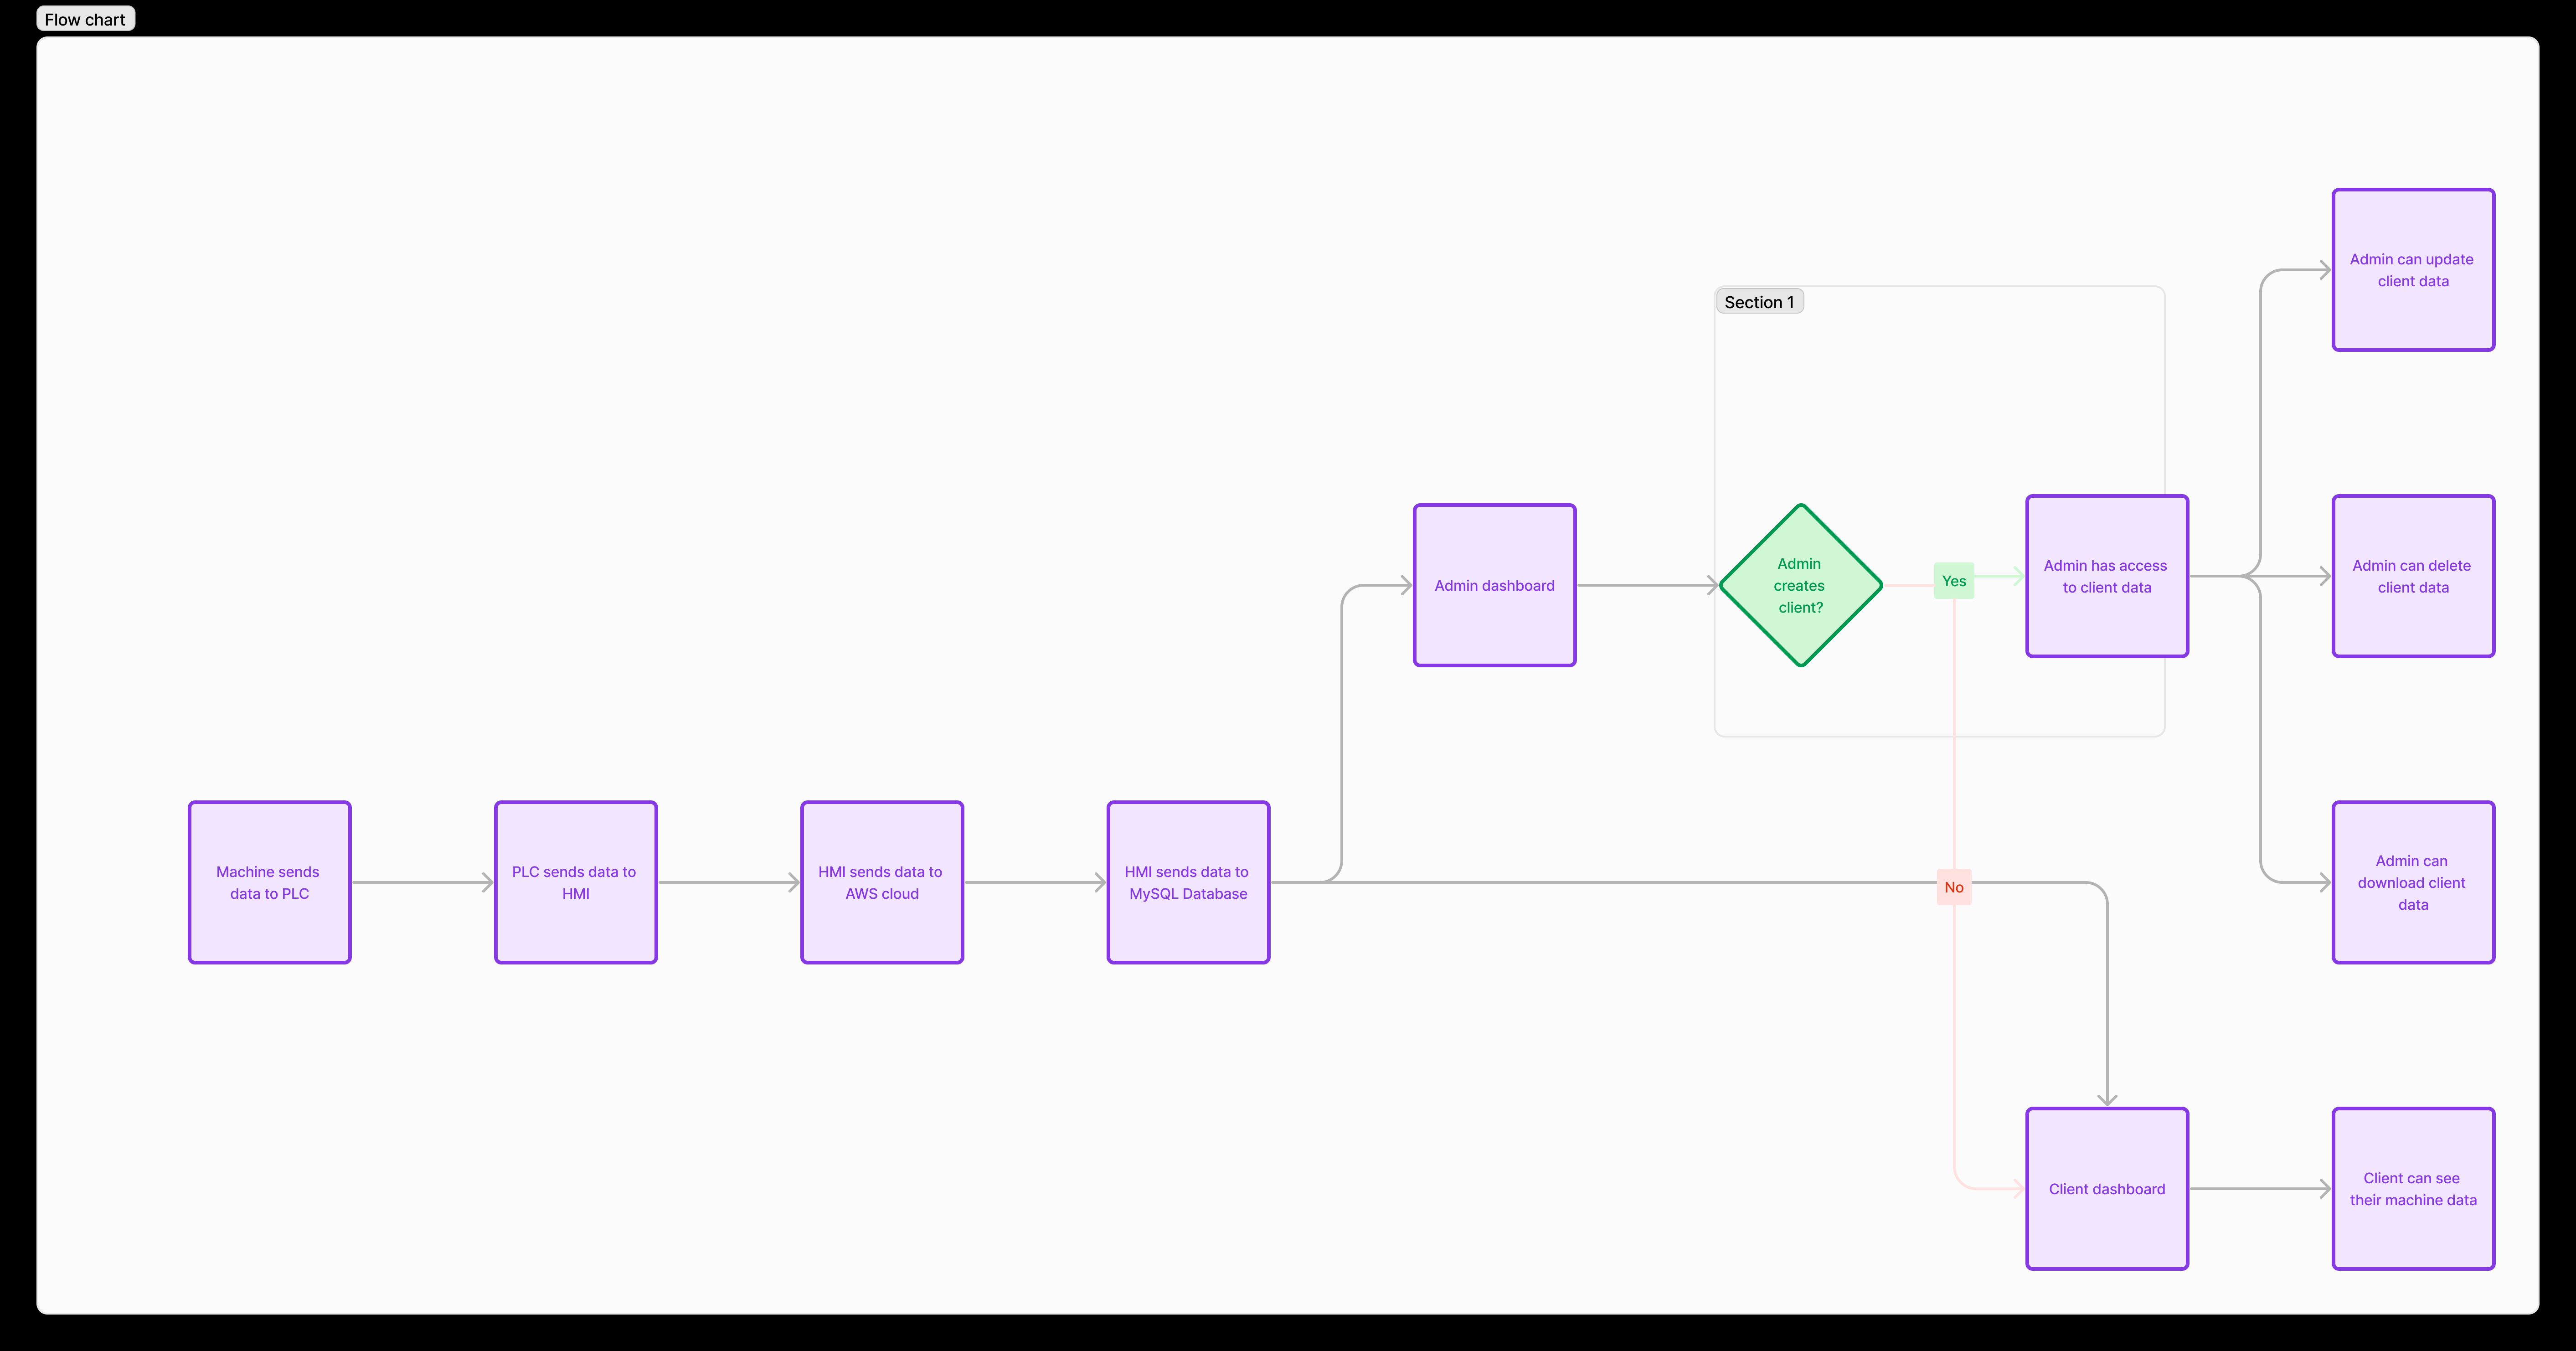 Flow chart
Section 1
Admin can update
client data
Admin dashboard
Admin
creates
client?
Yes
Admin has access
to client data
Admin can delete
client data
Machine sends
data to PLC
PLC sends data to
HMI
HMI sends data to
AWS cloud
HMI sends data to
MySQL Database
No
Admin can
download client
data
Client dashboard
Client can see
their machine data